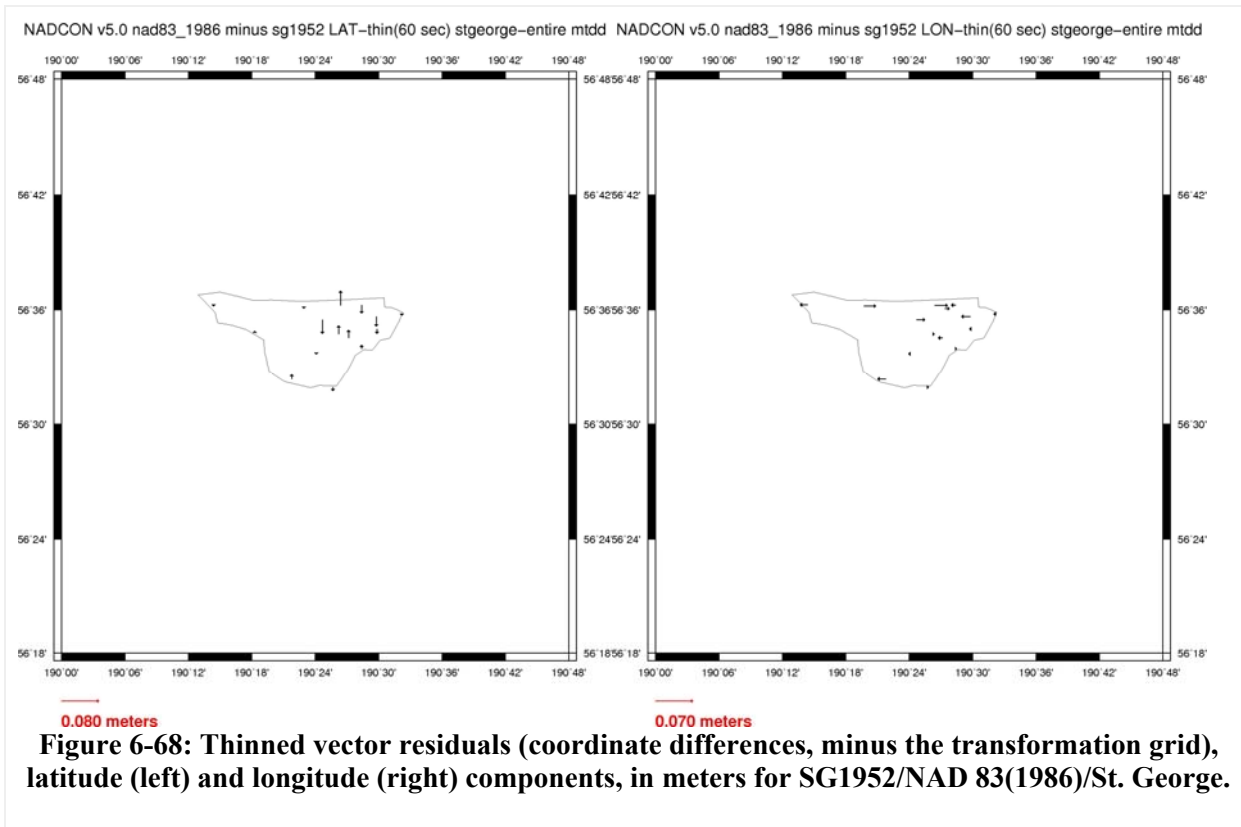 NADCON v5.0 nad83_1986 minus sg1952 LAT−thin(60 sec) stgeorge−entire mtdd NADCON v5.0 nad83_1986 minus sg1952 LON−thin(60 sec) stgeorge−entire mtdd
190˚00' 190˚06' 190˚12' 190˚18' 190˚24' 190˚30' 190˚36' 190˚42' 190˚48' 190˚00' 190˚06' 190˚12' 190˚18' 190˚24' 190˚30' 190˚36' 190˚42' 190˚48'
56˚48' 56˚48' 56˚48' 56˚48'
56˚42' 56˚42' 56˚42' 56˚42'
56˚36' 56˚36' 56˚36' 56˚36'
56˚30' 56˚30' 56˚30' 56˚30'
56˚24' 56˚24' 56˚24' 56˚24'
56˚18' 56˚18' 56˚18' 56˚18'
190˚00' 190˚06' 190˚12' 190˚18' 190˚24' 190˚30' 190˚36' 190˚42' 190˚48' 190˚00' 190˚06' 190˚12' 190˚18' 190˚24' 190˚30' 190˚36' 190˚42' 190˚48'
0.080 meters 0.070 meters
Figure 6-68: Thinned vector residuals (coordinate differences, minus the transformation grid),
latitude (left) and longitude (right) components, in meters for SG1952/NAD 83(1986)/St. George.